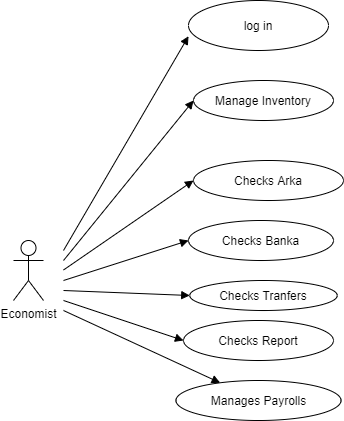 log in
Manage Inventory
Checks Arka
Checks Banka
Checks Tranfers
Checks Report
Manages Payrolls
Economist